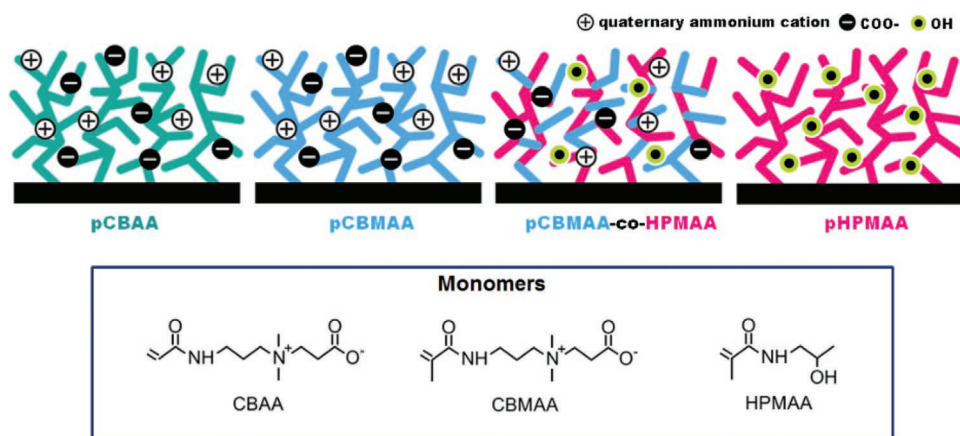 ⊕ quaternary ammonium cation ⊖ COO- ⊙ OH
pCBAA pCBMAA pCBMAA-co-HPMAA pHPMAA
Monomers
O NH N+ O O-
CBAA
O NH N+ O O-
CBMAA
O NH OH
HPMAA